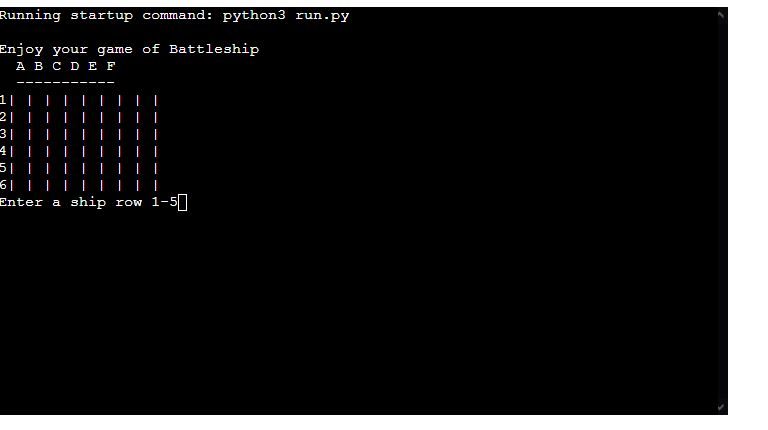 Running startup command: python3 run.py
Enjoy your game of Battleship
A B C D E F
-----------
1| | | | | | | | |
2| | | | | | | | |
3| | | | | | | | |
4| | | | | | | | |
5| | | | | | | | |
6| | | | | | | | |
Enter a ship row 1-5